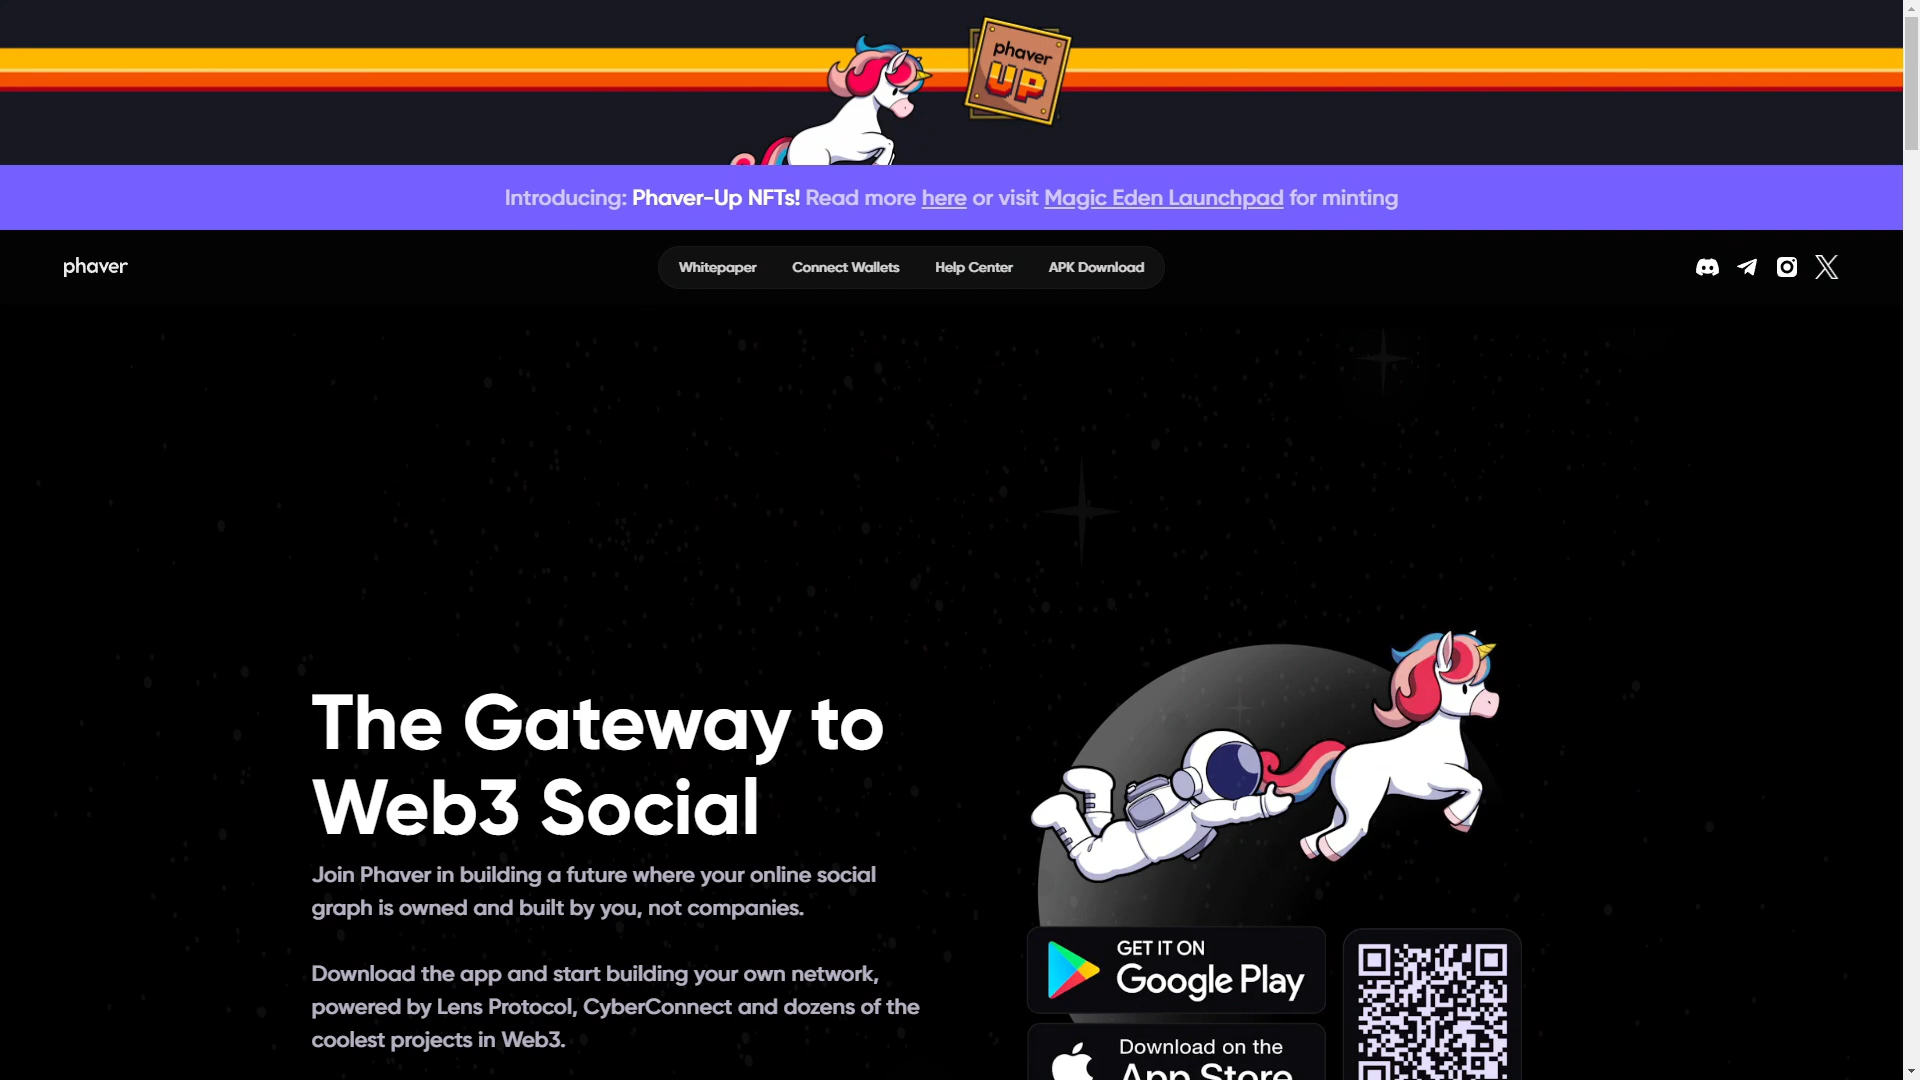 phaver
UP
Introducing: Phaver-Up NFTs! Read more here or visit Magic Eden Launchpad for minting
phaver
Whitepaper
Connect Wallets
Help Center
APK Download
The Gateway to
Web3 Social
Join Phaver in building a future where your online social
graph is owned and built by you, not companies.
Download the app and start building your own network,
powered by Lens Protocol, CyberConnect and dozens of the
coolest projects in Web3.
GET IT ON
Google Play
Download on the
App Store